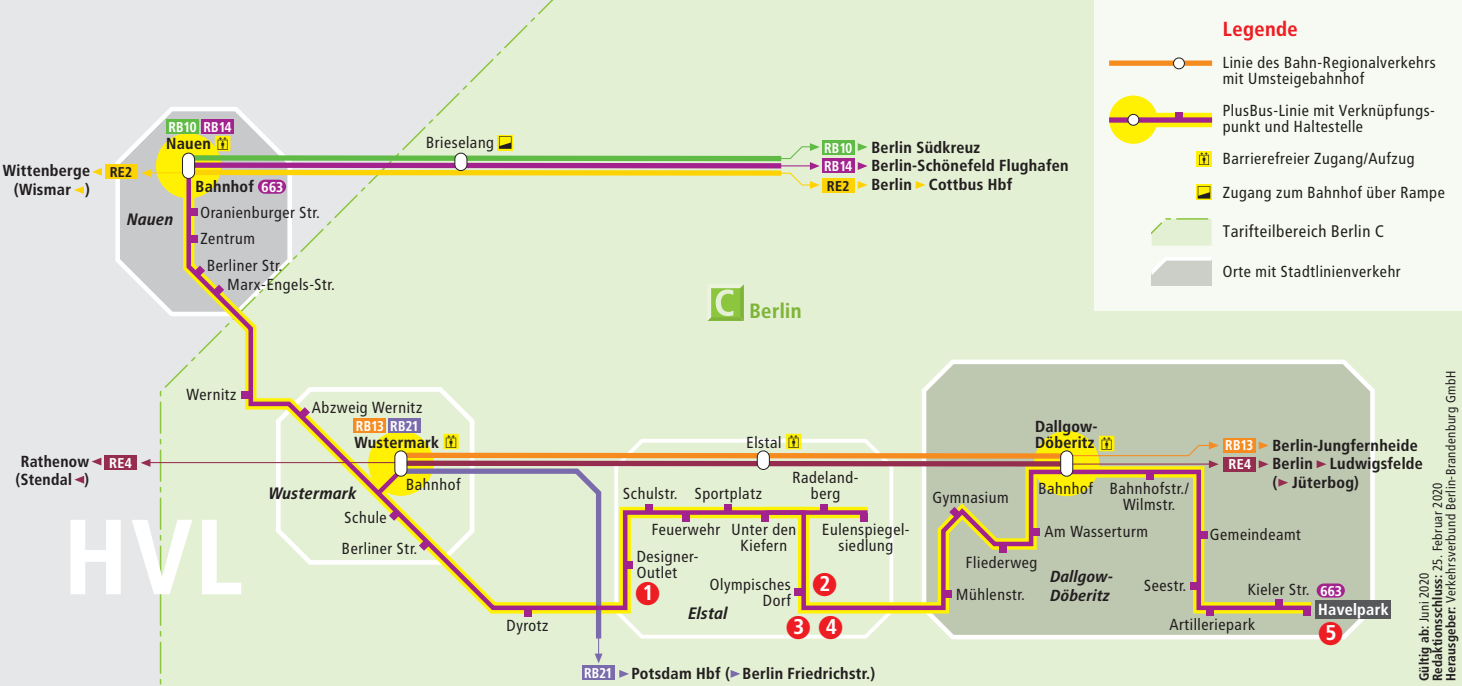 Legende
Linie des Bahn-Regionalverkehrs
mit Umsteigebahnhof
PlusBus-Linie mit Verknüpfungs-
punkt und Haltestelle
Barrierefreier Zugang/Aufzug
Zugang zum Bahnhof über Rampe
Tarifteilbereich Berlin C
Orte mit Stadtlinienverkehr
RB10 RB14
Nauen
Brieselang
RB10 Berlin Südkreuz
RB14 Berlin-Schönefeld Flughafen
RE2 Berlin Cottbus Hbf
Wittenberge RE2
(Wismar)
Bahnhof 663
Nauen
Oranienburger Str.
Zentrum
Berliner Str.
Marx-Engels-Str.
C Berlin
Wernitz
Abzweig Wernitz
RB13 RB21
Wustermark
Bahnhof
Rathenow RE4
(Stendal)
Wustermark
Schule
Berliner Str.
HVL
Dyrotz
Elstal
Schulstr.
Sportplatz
Radeland-
berg
Feuerwehr
Unter den
Kiefern
Eulenspiegel-
siedlung
Designer-
Outlet
1
Olympisches
Dorf
2
Elstal
3
4
RB21 Potsdam Hbf (Berlin Friedrichstr.)
Dallgow-
Döberitz
Bahnhof
RB13 Berlin-Jungfernheide
RE4 Berlin Ludwigsfelde
(Jüterbog)
Gymnasium
Bahnhofstr./
Wilmstr.
Am Wasserturm
Gemeindeamt
Fliederweg
Dallgow-
Döberitz
Mühlenstr.
Seestr.
Kieler Str. 663
Havelpark
Artilleriepark
5
Gültig ab: Juni 2020
Redaktionsschluss: 25. Februar 2020
Herausgeber: Verkehrsverbund Berlin-Brandenburg GmbH